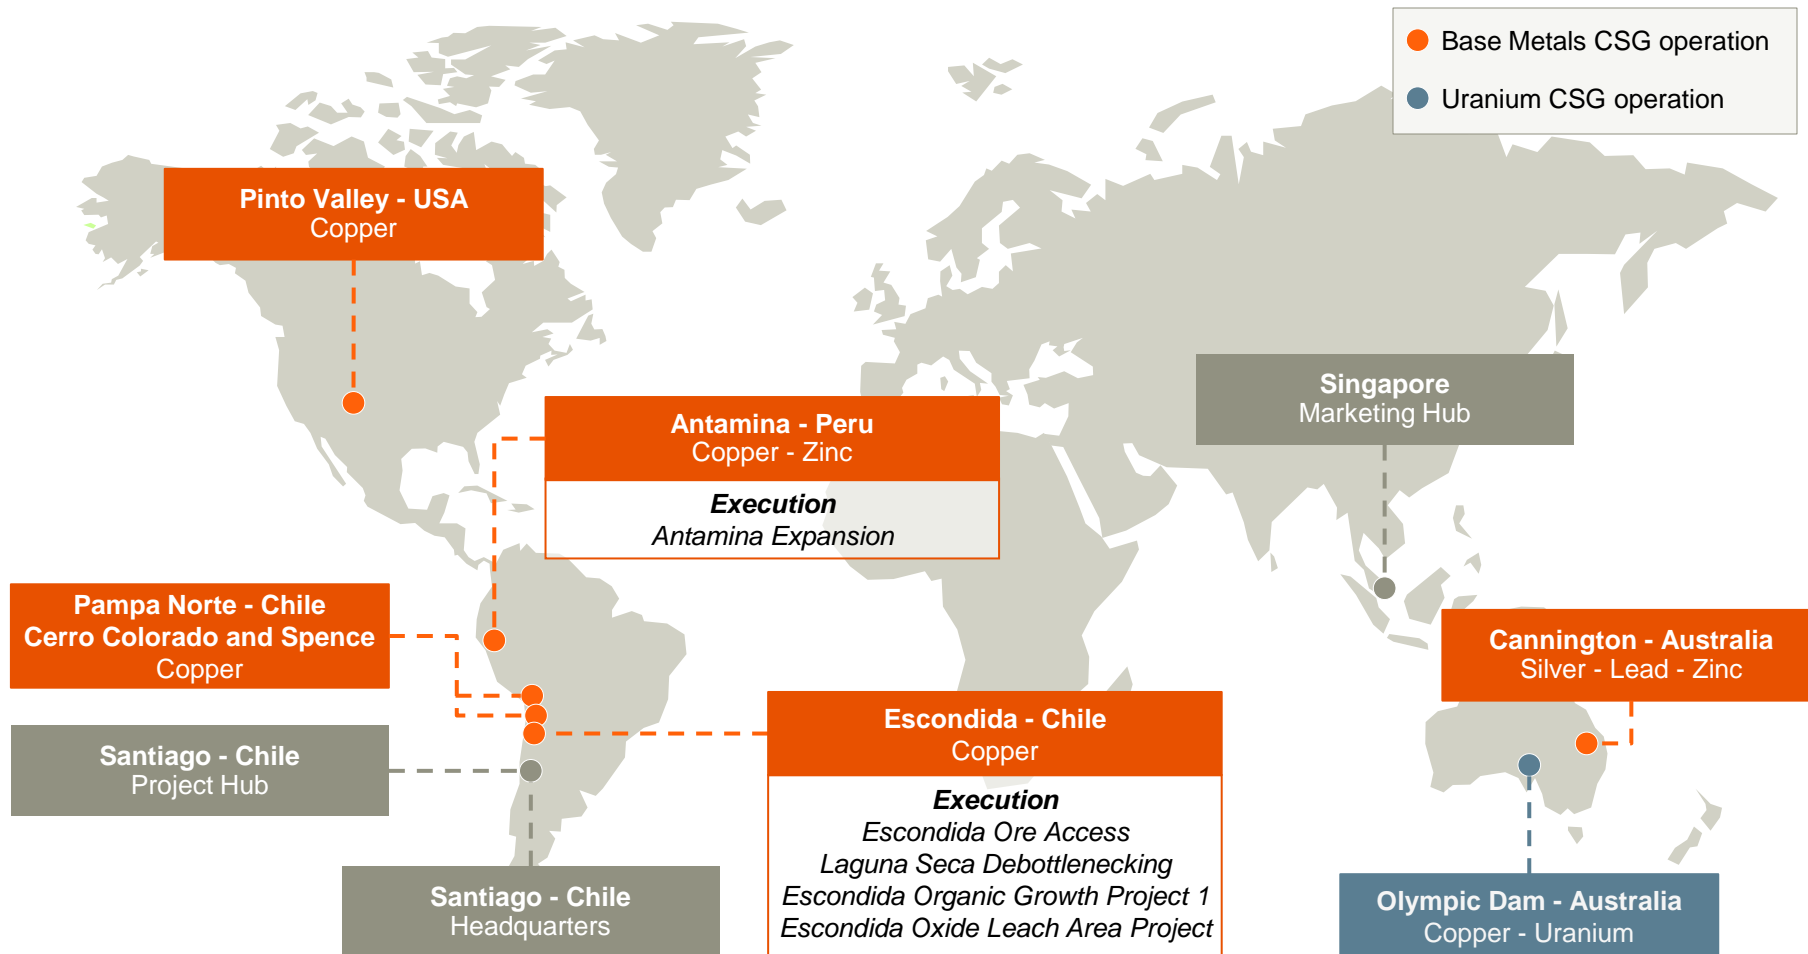 Base Metals CSG operation
Uranium CSG operation
Pinto Valley - USA
Copper
Singapore
Marketing Hub
Antamina - Peru
Copper - Zinc
Execution
Antamina Expansion
Pampa Norte - Chile
Cerro Colorado and Spence
Copper
Cannington - Australia
Silver - Lead - Zinc
Santiago - Chile
Project Hub
Escondida - Chile
Copper
Execution
Escondida Ore Access
Laguna Seca Debottlenecking
Escondida Organic Growth Project 1
Escondida Oxide Leach Area Project
Santiago - Chile
Headquarters
Olympic Dam - Australia
Copper - Uranium